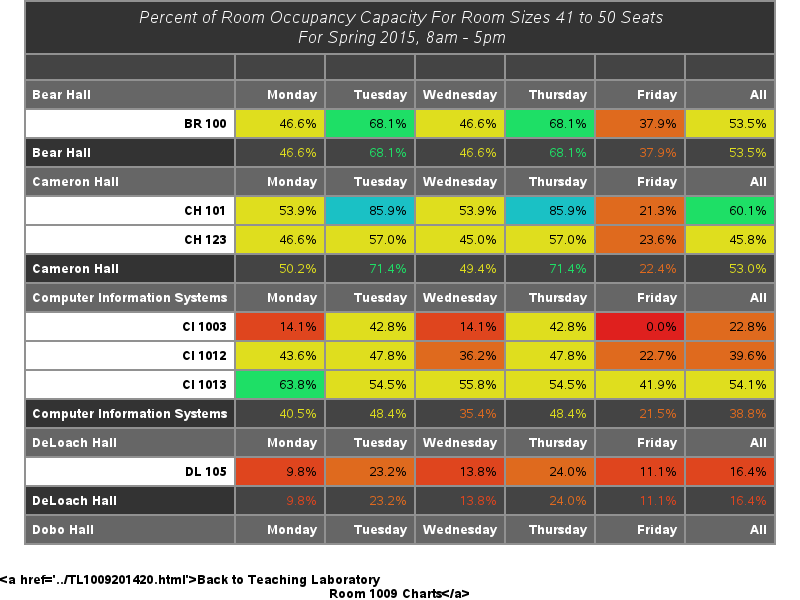 Percent of Room Occupancy Capacity For Room Sizes 41 to 50 Seats
For Spring 2015, 8am - 5pm
Bear Hall Monday Tuesday Wednesday Thursday Friday All
BR 100 46.6% 68.1% 46.6% 68.1% 37.9% 53.5%
Bear Hall 46.6% 68.1% 46.6% 68.1% 37.9% 53.5%
Cameron Hall Monday Tuesday Wednesday Thursday Friday All
CH 101 53.9% 85.9% 53.9% 85.9% 21.3% 60.1%
CH 123 46.6% 57.0% 45.0% 57.0% 23.6% 45.8%
Cameron Hall 50.2% 71.4% 49.4% 71.4% 22.4% 53.0%
Computer Information Systems Monday Tuesday Wednesday Thursday Friday All
CI 1003 14.1% 42.8% 14.1% 42.8% 0.0% 22.8%
CI 1012 43.6% 47.8% 36.2% 47.8% 22.7% 39.6%
CI 1013 63.8% 54.5% 55.8% 54.5% 41.9% 54.1%
Computer Information Systems 40.5% 48.4% 35.4% 48.4% 21.5% 38.8%
DeLoach Hall Monday Tuesday Wednesday Thursday Friday All
DL 105 9.8% 23.2% 13.8% 24.0% 11.1% 16.4%
DeLoach Hall 9.8% 23.2% 13.8% 24.0% 11.1% 16.4%
Dobo Hall Monday Tuesday Wednesday Thursday Friday All
<a href='../TL1009201420.html'>Back to Teaching Laboratory
Room 1009 Charts</a>